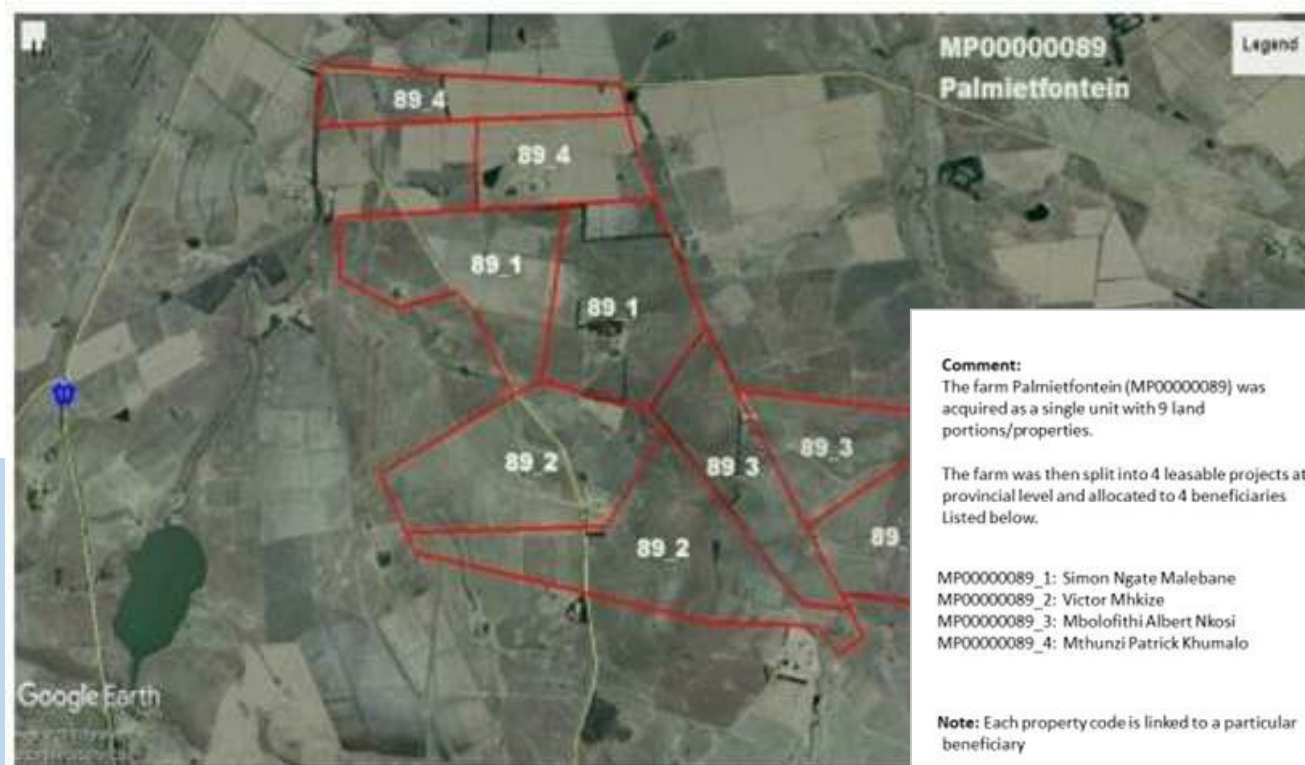 MP00000089
Palmietfontein
Legend
89_4
89_4
89_1
89_1
89_2
89_3
89_3
89_2
89_
Google Earth
Comment:
The farm Palmietfontein (MP00000089) was
acquired as a single unit with 9 land
portions/properties.
The farm was then split into 4 leasable projects at
provincial level and allocated to 4 beneficiaries
Listed below.
MP00000089_1: Simon Ngate Malebane
MP00000089_2: Victor Mhkize
MP00000089_3: Mbolofithi Albert Nkosi
MP00000089_4: Mthunzi Patrick Khumalo
Note: Each property code is linked to a particular
beneficiary